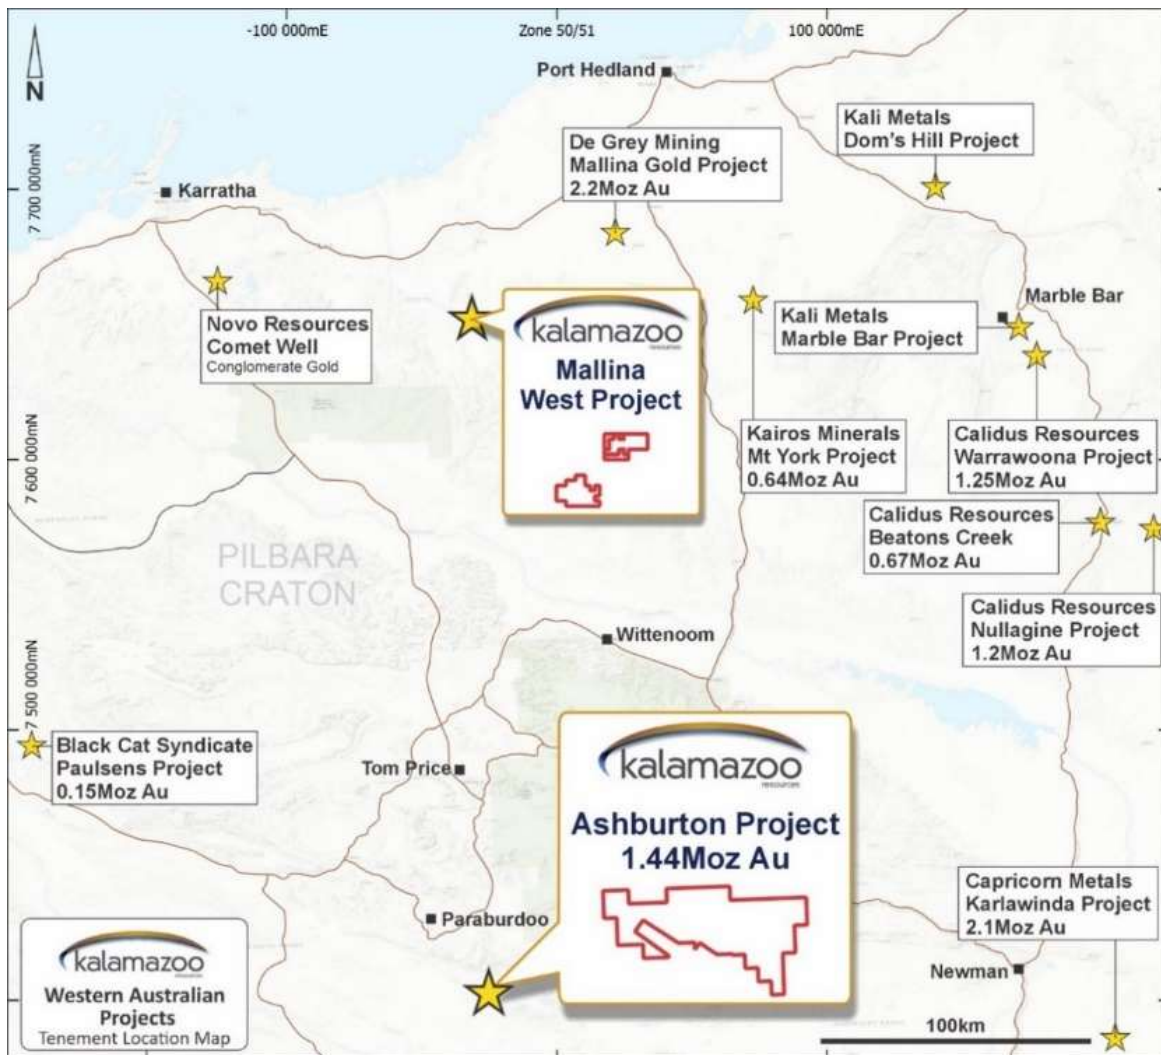 -100 000mE
Zone 50/51
100 000mE
N
Port Hedland
Kali Metals
Dom's Hill Project
De Grey Mining
Mallina Gold Project
2.2Moz Au
Karratha
7 700 000mN
Novo Resources
Comet Well
Conglomerate Gold
kalamazoo
resources
Mallina
West Project
Marble Bar
Kali Metals
Marble Bar Project
Kairos Minerals
Mt York Project
0.64Moz Au
Calidus Resources
Warrawoona Project
1.25Moz Au
7 600 000mN
Calidus Resources
Beatons Creek
0.67Moz Au
PILBARA
CRATON
Calidus Resources
Nullagine Project
1.2Moz Au
Wittenoom
7 500 000mN
Black Cat Syndicate
Paulsens Project
0.15Moz Au
Tom Price
kalamazoo
resources
Ashburton Project
1.44Moz Au
Paraburdoo
Capricorn Metals
Karlawinda Project
2.1Moz Au
Newman
kalamazoo
resources
Western Australian
Projects
Tenement Location Map
100km